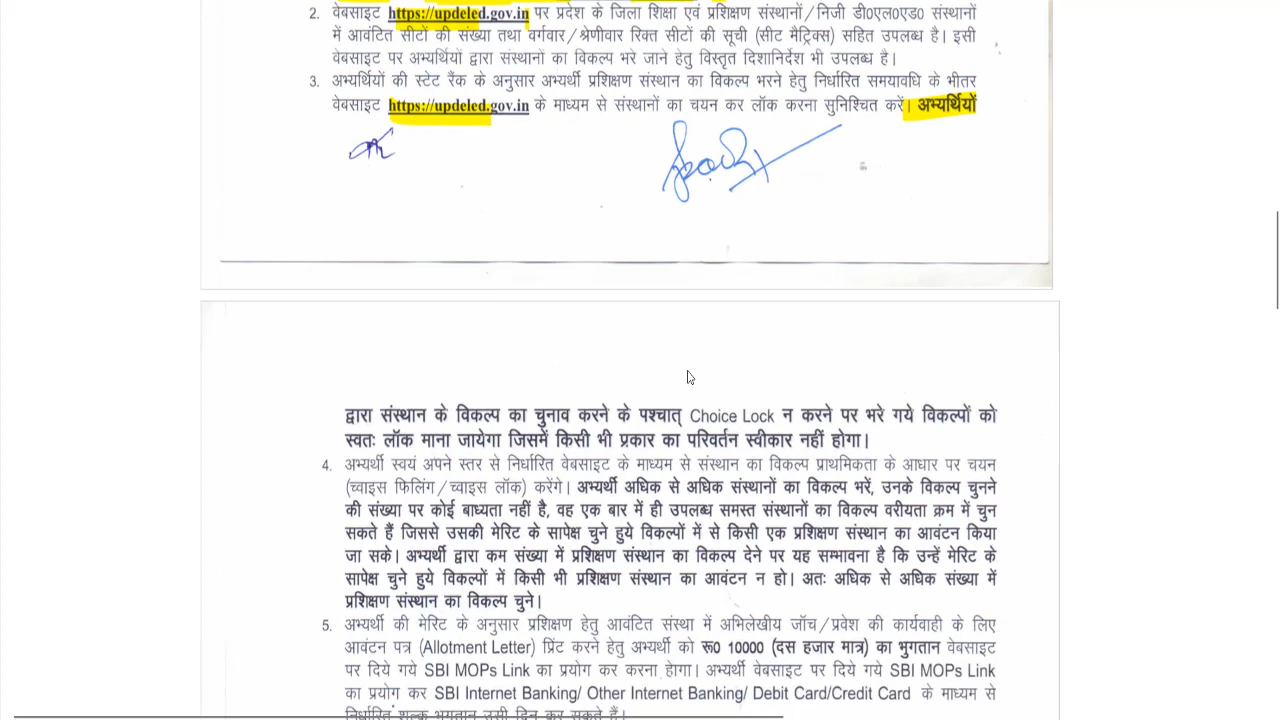 2. वेबसाइट https://updeled.gov.in पर प्रदेश के जिला शिक्षा एवं प्रशिक्षण संस्थानों/निजी डी0एल0एड0 संस्थानों
में आवंटित सीटों की संख्या तथा वर्गवार/श्रेणीवार रिक्त सीटों की सूची (सीट मैट्रिक्स) सहित उपलब्ध है। इसी
वेबसाइट पर अभ्यर्थियों द्वारा संस्थानों का विकल्प भरे जाने हेतु विस्तृत दिशानिर्देश भी उपलब्ध है।
3. अभ्यर्थियों की स्टेट रैंक के अनुसार अभ्यर्थी प्रशिक्षण संस्थान का विकल्प भरने हेतु निर्धारित समयावधि के भीतर
वेबसाइट https://updeled.gov.in के माध्यम से संस्थानों का चयन कर लॉक करना सुनिश्चित करें। अभ्यर्थियों
द्वारा संस्थान के विकल्प का चुनाव करने के पश्चात् Choice Lock न करने पर भरे गये विकल्पों को
स्वतः लॉक माना जायेगा जिसमें किसी भी प्रकार का परिवर्तन स्वीकार नहीं होगा।
4. अभ्यर्थी स्वयं अपने स्तर से निर्धारित वेबसाइट के माध्यम से संस्थान का विकल्प प्राथमिकता के आधार पर चयन
(च्वाइस फिलिंग/च्वाइस लॉक) करेंगे। अभ्यर्थी अधिक से अधिक संस्थानों का विकल्प भरें, उनके विकल्प चुनने
की संख्या पर कोई बाध्यता नहीं है, वह एक बार में ही उपलब्ध समस्त संस्थानों का विकल्प वरीयता क्रम में चुन
सकते हैं जिससे उसकी मेरिट के सापेक्ष चुने हुये विकल्पों में से किसी एक प्रशिक्षण संस्थान का आवंटन किया
जा सके। अभ्यर्थी द्वारा कम संख्या में प्रशिक्षण संस्थान का विकल्प देने पर यह सम्भावना है कि उन्हें मेरिट के
सापेक्ष चुने हुये विकल्पों में किसी भी प्रशिक्षण संस्थान का आवंटन न हो। अतः अधिक से अधिक संख्या में
प्रशिक्षण संस्थान का विकल्प चुने।
5. अभ्यर्थी की मेरिट के अनुसार प्रशिक्षण हेतु आवंटित संस्था में अभिलेखीय जॉच/प्रवेश की कार्यवाही के लिए
आवंटन पत्र (Allotment Letter) प्रिंट करने हेतु अभ्यर्थी को रू0 10000 (दस हजार मात्र) का भुगतान वेबसाइट
पर दिये गये SBI MOPs Link का प्रयोग कर करना हेागा। अभ्यर्थी वेबसाइट पर दिये गये SBI MOPs Link
का प्रयोग कर SBI Internet Banking/ Other Internet Banking/ Debit Card/Credit Card के माध्यम से
निर्धारित शुल्क भुगतान उसी दिन कर सकते हैं।